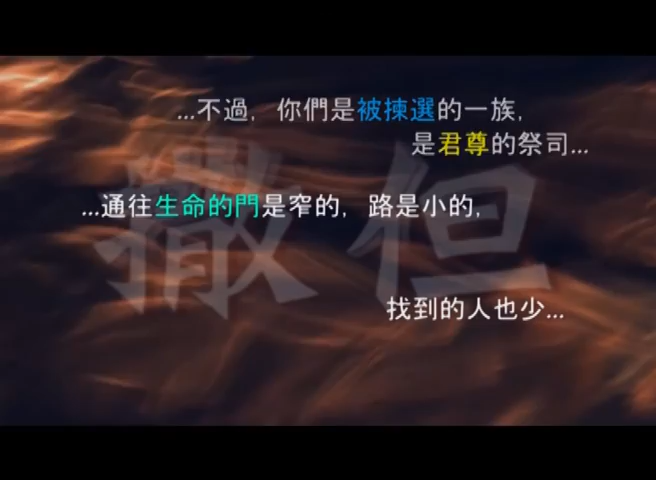 ...不過，你們是被揀選的一族，
是君尊的祭司...
...通往生命的門是窄的，路是小的，
撒但
找到的人也少...